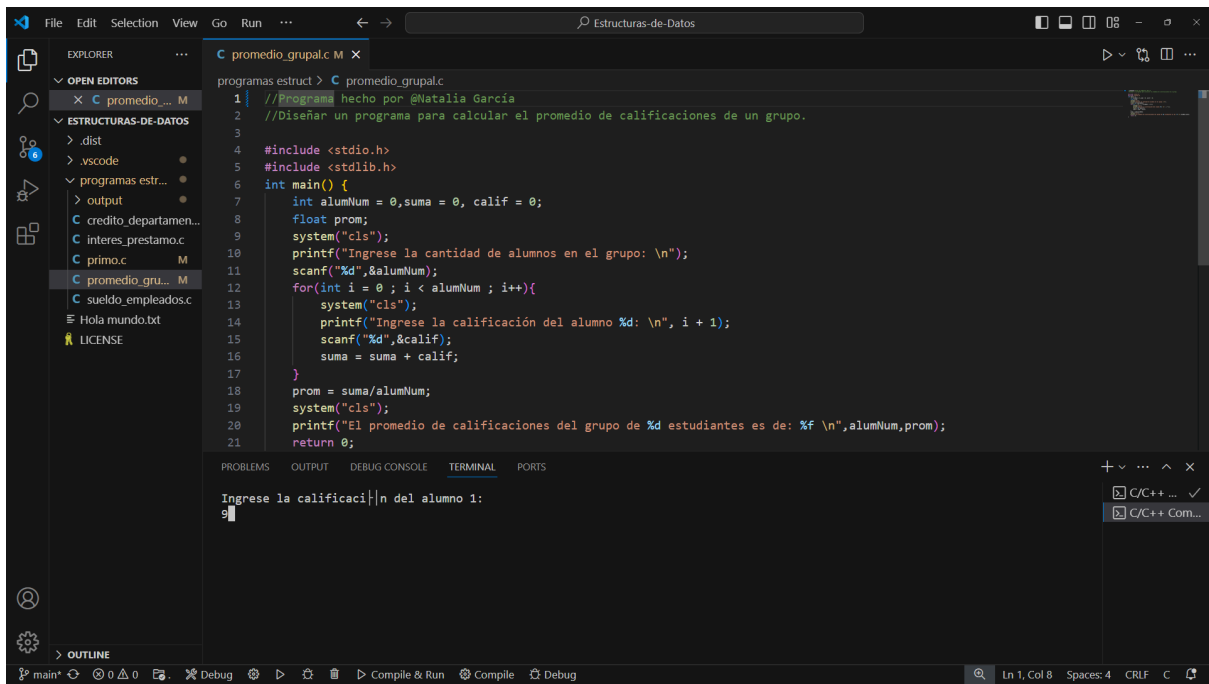 File Edit Selection View Go Run ···
Estructuras-de-Datos
EXPLORER ···
OPEN EDITORS
C promedio_... M
ESTRUCTURAS-DE-DATOS
.dist
.vscode
programas estr...
output
C credito_departamen...
C interes_prestamo.c
C primo.c M
C promedio_gru... M
C sueldo_empleados.c
Hola mundo.txt
LICENSE
OUTLINE
6
C promedio_grupal.c M
programas estruct > C promedio_grupal.c
1 //Programa hecho por @Natalia García
2 //Diseñar un programa para calcular el promedio de calificaciones de un grupo.
3
4 #include <stdio.h>
5 #include <stdlib.h>
6 int main() {
7 int alumNum = 0,suma = 0, calif = 0;
8 float prom;
9 system("cls");
10 printf("Ingrese la cantidad de alumnos en el grupo: \n");
11 scanf("%d",&alumNum);
12 for(int i = 0 ; i < alumNum ; i++){
13 system("cls");
14 printf("Ingrese la calificación del alumno %d: \n", i + 1);
15 scanf("%d",&calif);
16 suma = suma + calif;
17 }
18 prom = suma/alumNum;
19 system("cls");
20 printf("El promedio de calificaciones del grupo de %d estudiantes es de: %f \n",alumNum,prom);
21 return 0;
PROBLEMS OUTPUT DEBUG CONSOLE TERMINAL PORTS
Ingrese la calificaci├│n del alumno 1:
9
C/C++ ...
C/C++ Com...
main* 0 0 Debug Compile & Run Compile Debug
Ln 1, Col 8 Spaces: 4 CRLF C